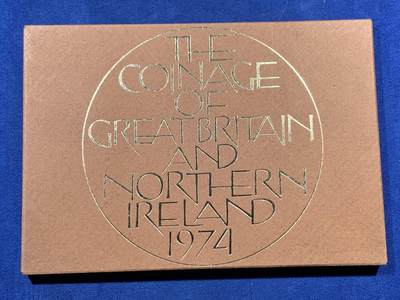 THE
COINAGE
OF
GREAT BRITAIN
AND
NORTHERN
IRELAND
1974